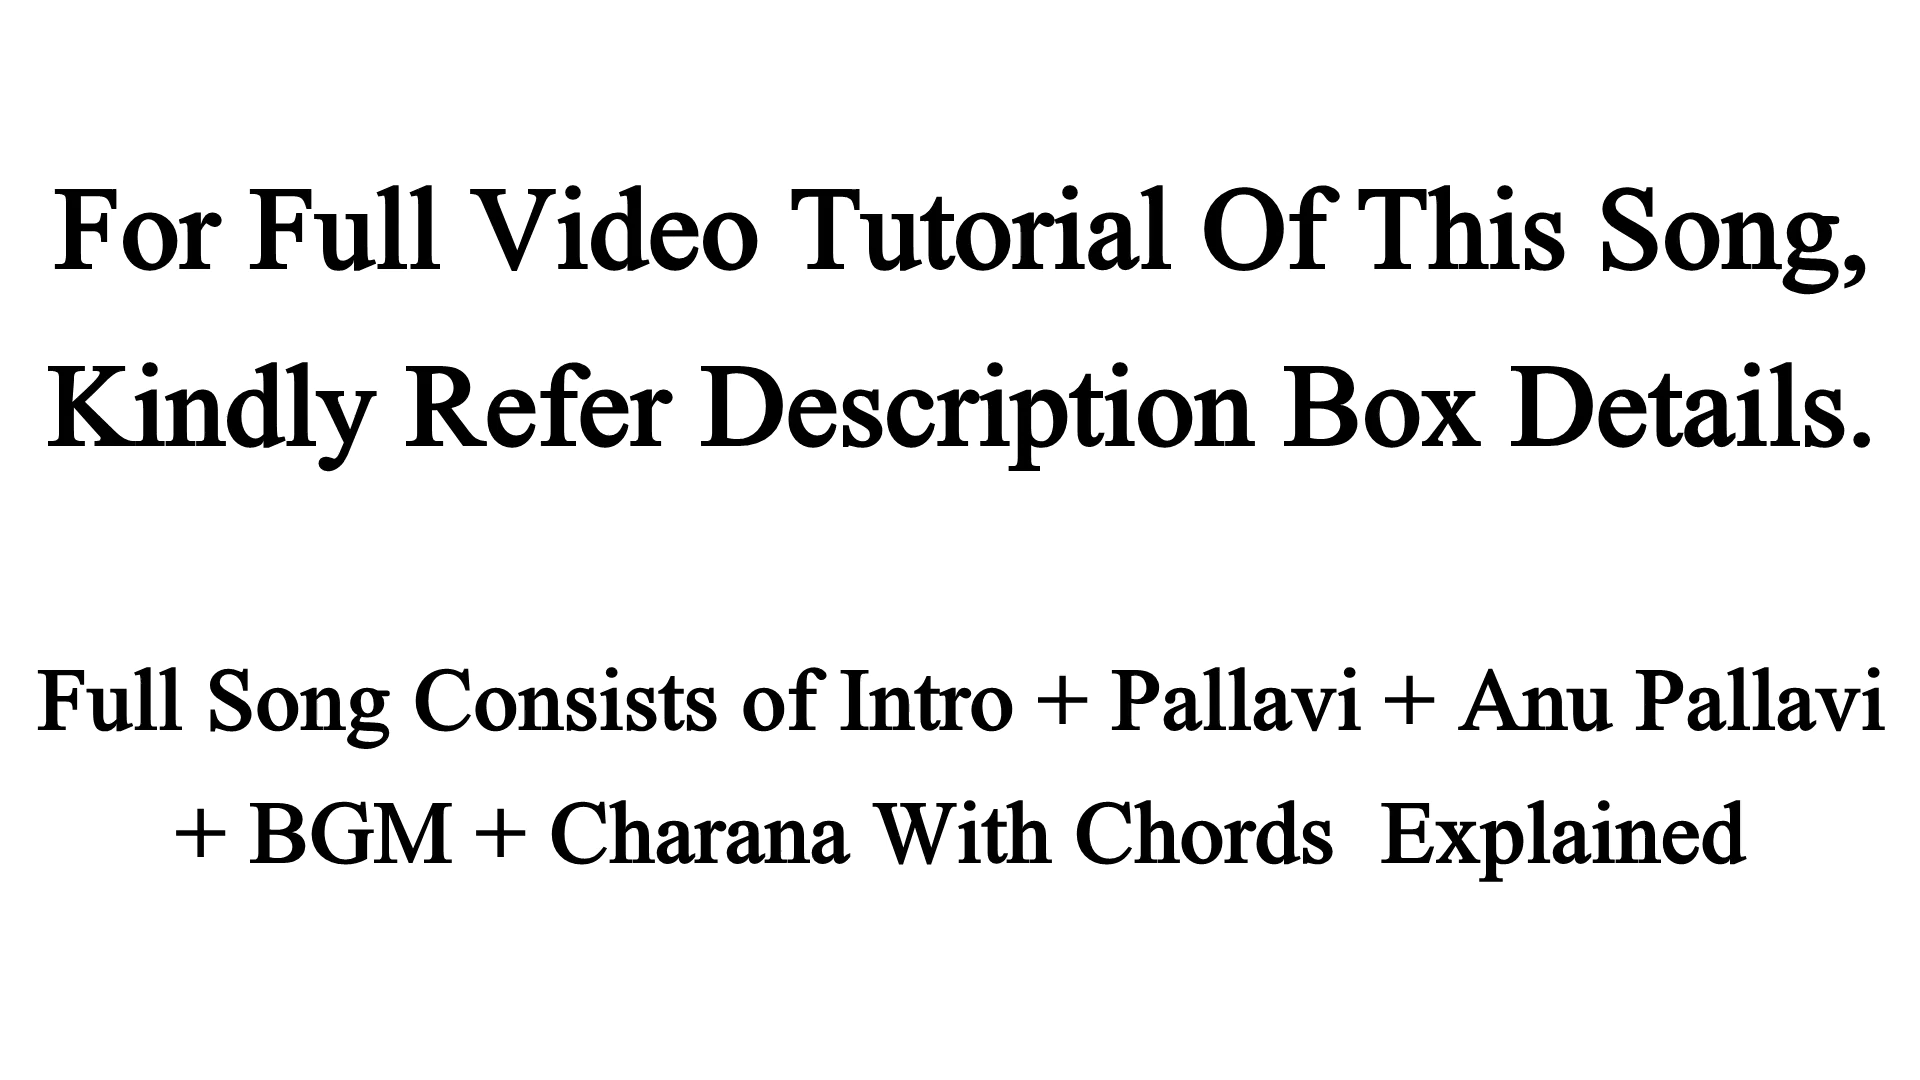 For Full Video Tutorial Of This Song,
Kindly Refer Description Box Details.
Full Song Consists of Intro + Pallavi + Anu Pallavi
+ BGM + Charana With Chords  Explained